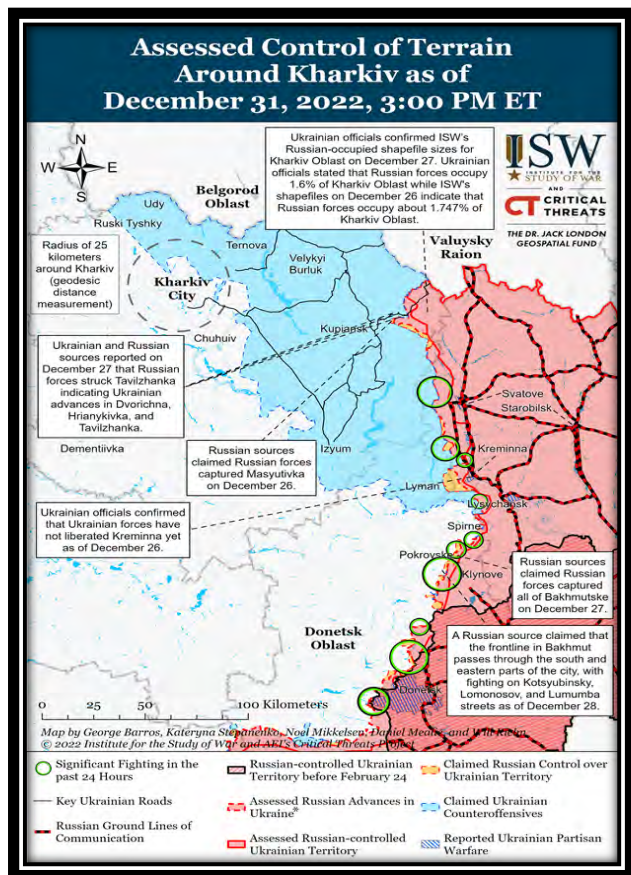 Assessed Control of Terrain
Around Kharkiv as of
December 31, 2022, 3:00 PM ET
N
W
E
S
Ukrainian officials confirmed ISW's
Russian-occupied shapefile sizes for
Kharkiv Oblast on December 27. Ukrainian
officials stated that Russian forces occupy
1.6% of Kharkiv Oblast while ISW's
shapefiles on December 26 indicate that
Russian forces occupy about 1.747% of
Kharkiv Oblast.
ISW
INSTITUTE FOR THE
STUDY OF WAR
AND
CT CRITICAL
THREATS
THE DR. JACK LONDON
GEOSPATIAL FUND
Belgorod
Oblast
Udy
Ruski Tyshky
Ternova
Velykyi
Burluk
Valuysky
Raion
Radius of 25
kilometers
around Kharkiv
(geodesic
distance
measurement)
Kharkiv
City
Chuhuiv
Kupiansk
Ukrainian and Russian
sources reported on
December 27 that Russian
forces struck Tavilzhanka
indicating Ukrainian
advances in Dvorichna,
Hrianykivka, and
Tavilzhanka.
Svatove
Starobilsk
Dementiivka
Russian sources
claimed Russian forces
captured Masyutivka
on December 26.
Izyum
Kreminna
Lyman
Lysychansk
Ukrainian officials confirmed
that Ukrainian forces have
not liberated Kreminna yet
as of December 26.
Spirne
Pokrovske
Klynove
Russian sources
claimed Russian
forces captured
all of Bakhmutske
on December 27.
Donetsk
Oblast
A Russian source claimed that
the frontline in Bakhmut
passes through the south and
eastern parts of the city, with
fighting on Kotsyubinsky,
Lomonosov, and Lumumba
streets as of December 28.
Donetsk
0 25 50 100 Kilometers
Map by George Barros, Kateryna Stepanenko, Noel Mikkelsen, Daniel Mealie, and Will Kielm
© 2022 Institute for the Study of War and AEI's Critical Threats Project
Significant Fighting in the
past 24 Hours
Key Ukrainian Roads
Russian Ground Lines of
Communication
Russian-controlled Ukrainian
Territory before February 24
Assessed Russian Advances in
Ukraine*
Assessed Russian-controlled
Ukrainian Territory
Claimed Russian Control over
Ukrainian Territory
Claimed Ukrainian
Counteroffensives
Reported Ukrainian Partisan
Warfare